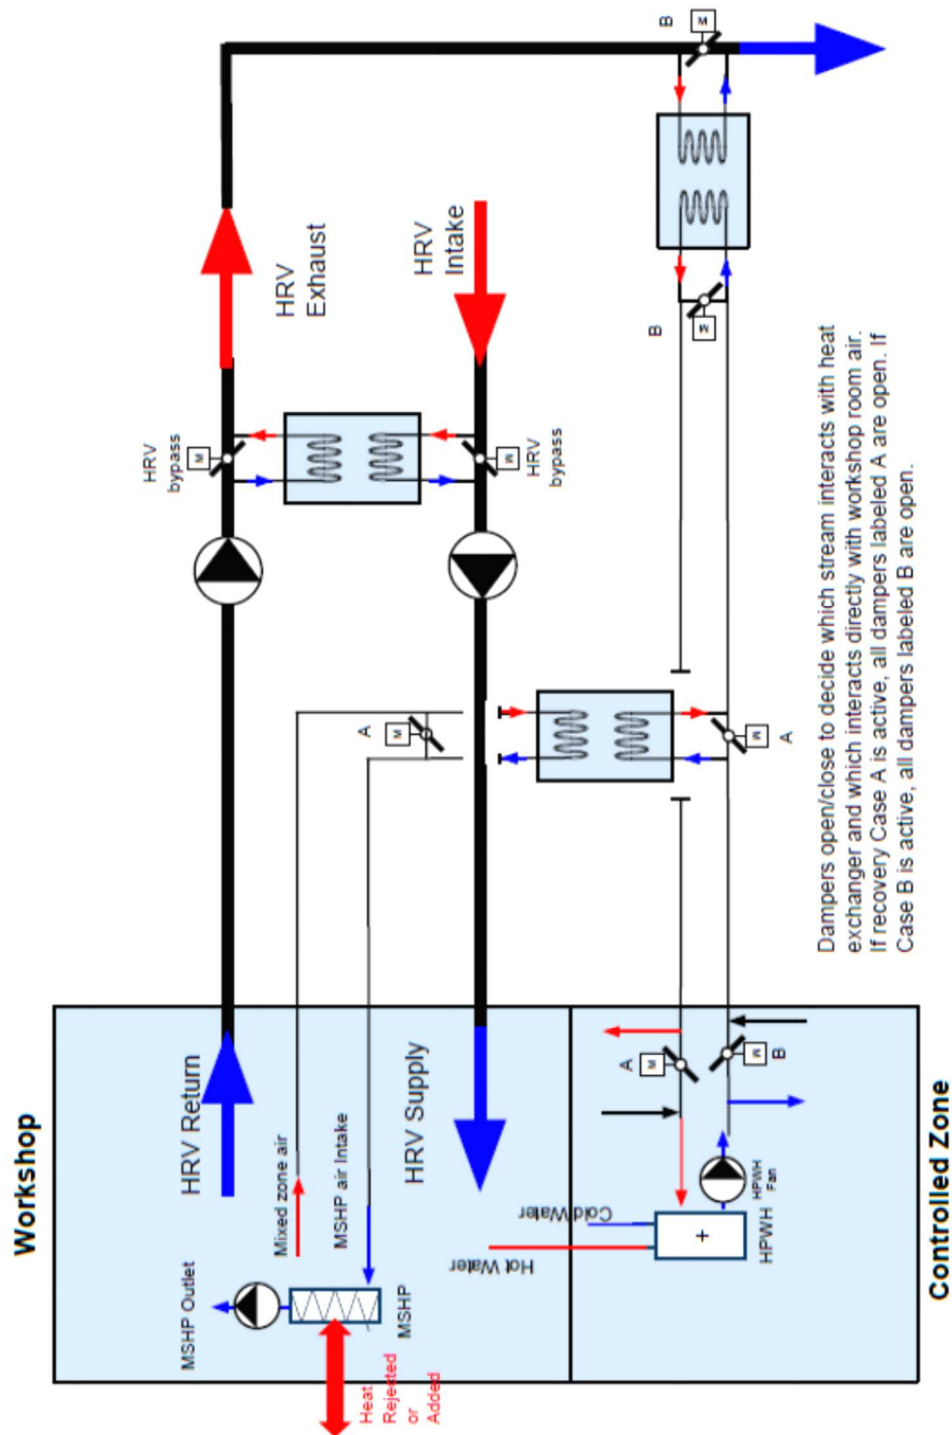 Workshop
HRV
bypass
M
MSHP Outlet
HRV Return
Mixed zone air
HRV
Exhaust
MSHP air Intake
Heat
Rejected
or
Added
A
M
MSHP
HRV Supply
HRV
Intake
M
HRV
bypass
Hot Water
Cold Water
A
M
B
B
M
M
+
HPWH
Fan
HPWH
M
B
M
A
Dampers open/close to decide which stream interacts with heat
exchanger and which interacts directly with workshop room air.
If recovery Case A is active, all dampers labeled A are open. If
Case B is active, all dampers labeled B are open.
Controlled Zone